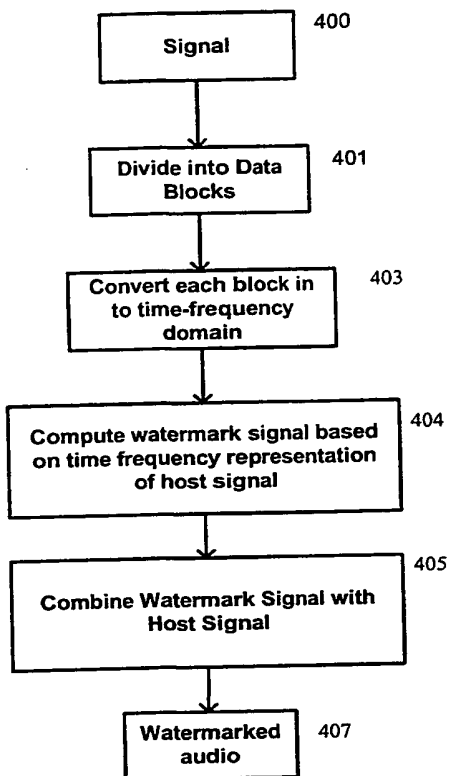 400
Signal
401
Divide into Data
Blocks
403
Convert each block in
to time-frequency
domain
404
Compute watermark signal based
on time frequency representation
of host signal
405
Combine Watermark Signal with
Host Signal
Watermarked
audio
407